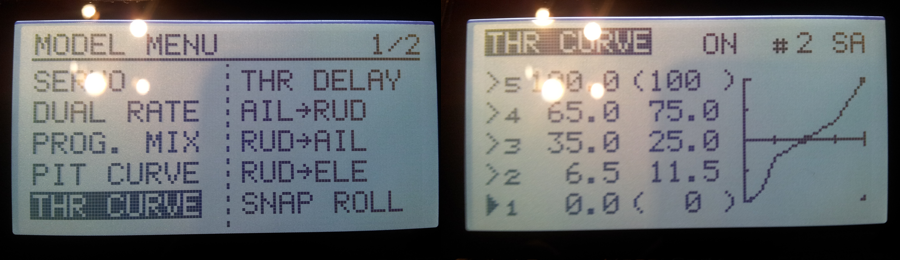 MODEL MENU 1/2
SERVO THR DELAY
DUAL RATE AIL→RUD
PROG. MIX RUD→AIL
PIT CURVE RUD→ELE
THR CURVE SNAP ROLL
THR CURVE ON #2 SA
>5 100.0 (100 )
>4 65.0 75.0
>3 35.0 25.0
>2 6.5 11.5
▶1 0.0 ( 0 )